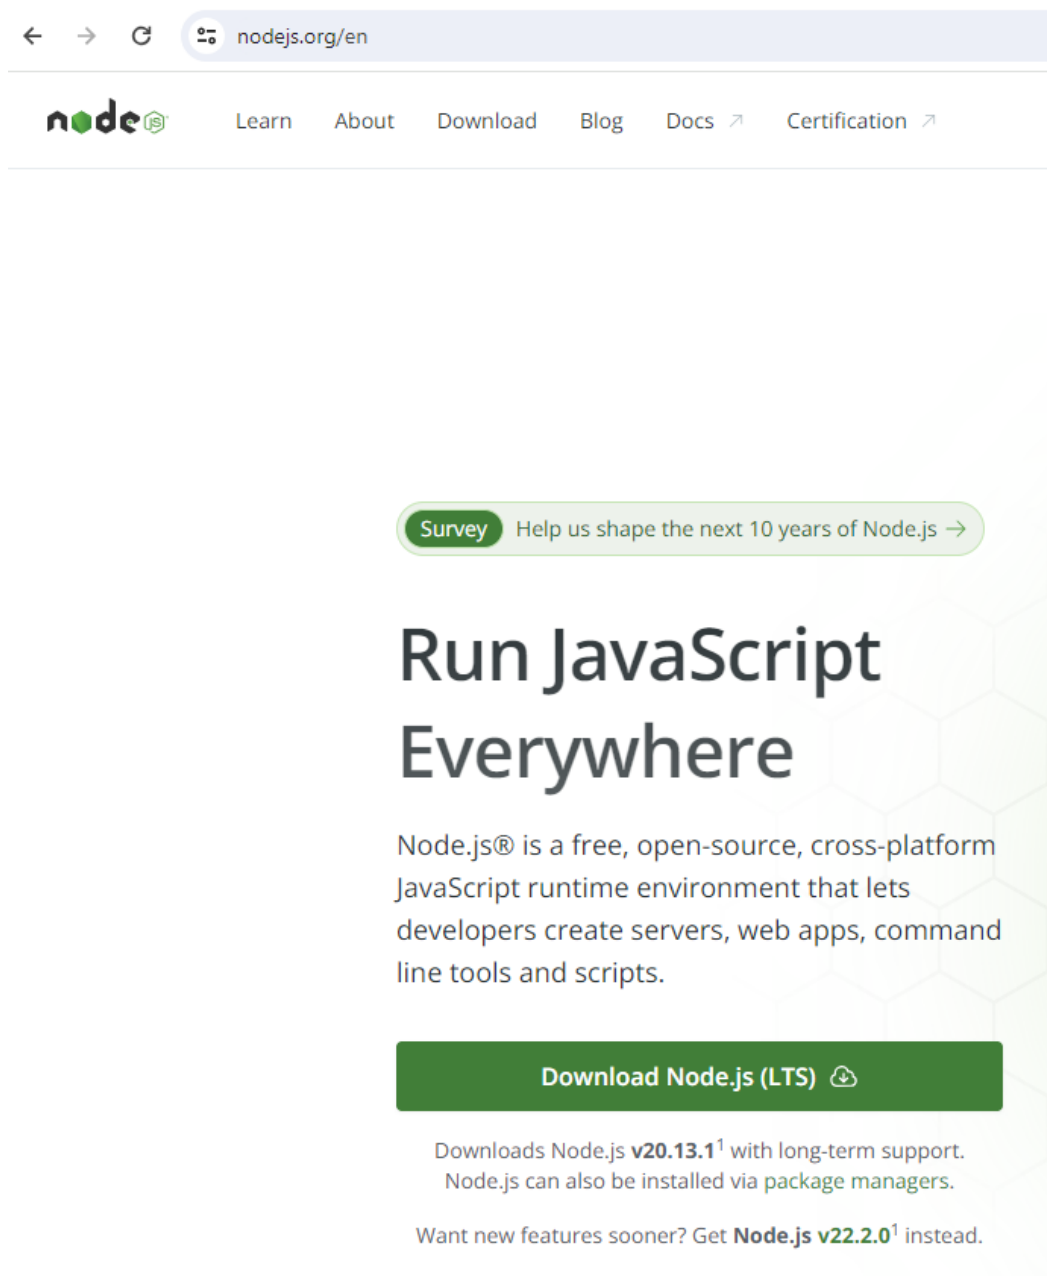 nodejs.org/en
node JS
Learn About Download Blog Docs ↗ Certification ↗
Survey Help us shape the next 10 years of Node.js →
Run JavaScript
Everywhere
Node.js® is a free, open-source, cross-platform
JavaScript runtime environment that lets
developers create servers, web apps, command
line tools and scripts.
Download Node.js (LTS)
Downloads Node.js v20.13.1¹ with long-term support.
Node.js can also be installed via package managers.
Want new features sooner? Get Node.js v22.2.0¹ instead.